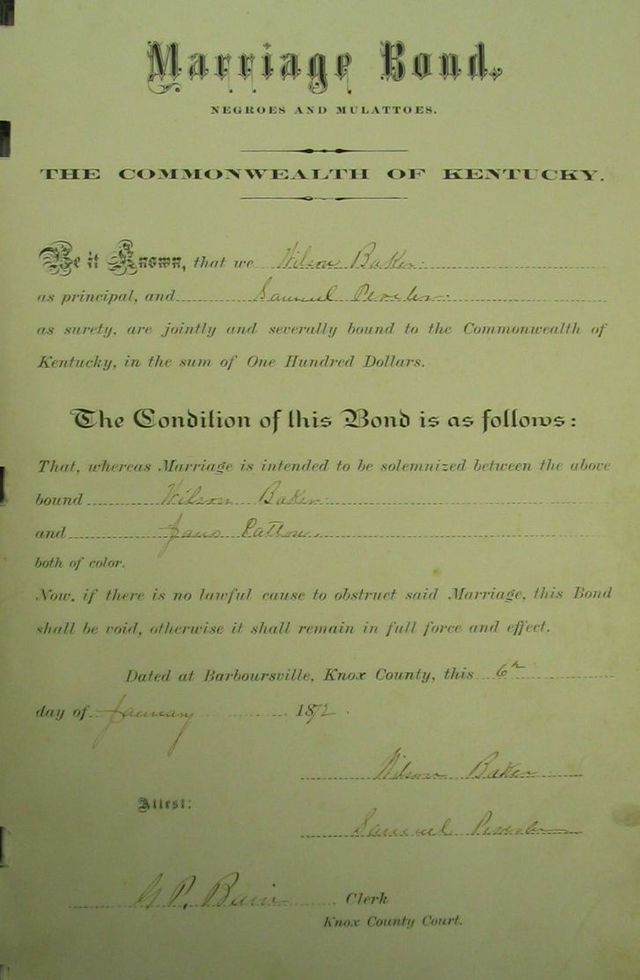 Marriage Bond,
NEGROES AND MULATTOES.
THE COMMONWEALTH OF KENTUCKY.
Be it Known, that we Wilson Baker
as principal, and Samuel
as surety, are jointly and severally bound to the Commonwealth of
Kentucky, in the sum of One Hundred Dollars.
The Condition of this Bond is as follows:
That, whereas Marriage is intended to be solemnized between the above
bound Wilson Baker
and
both of color.
Now, if there is no lawful cause to obstruct said Marriage, this Bond
shall be void, otherwise it shall remain in full force and effect.
Dated at Barboursville, Knox County, this 6th
day of January 1872.
Wilson Baker
Attest:
Samuel
G P. Bain Clerk
Knox County Court.